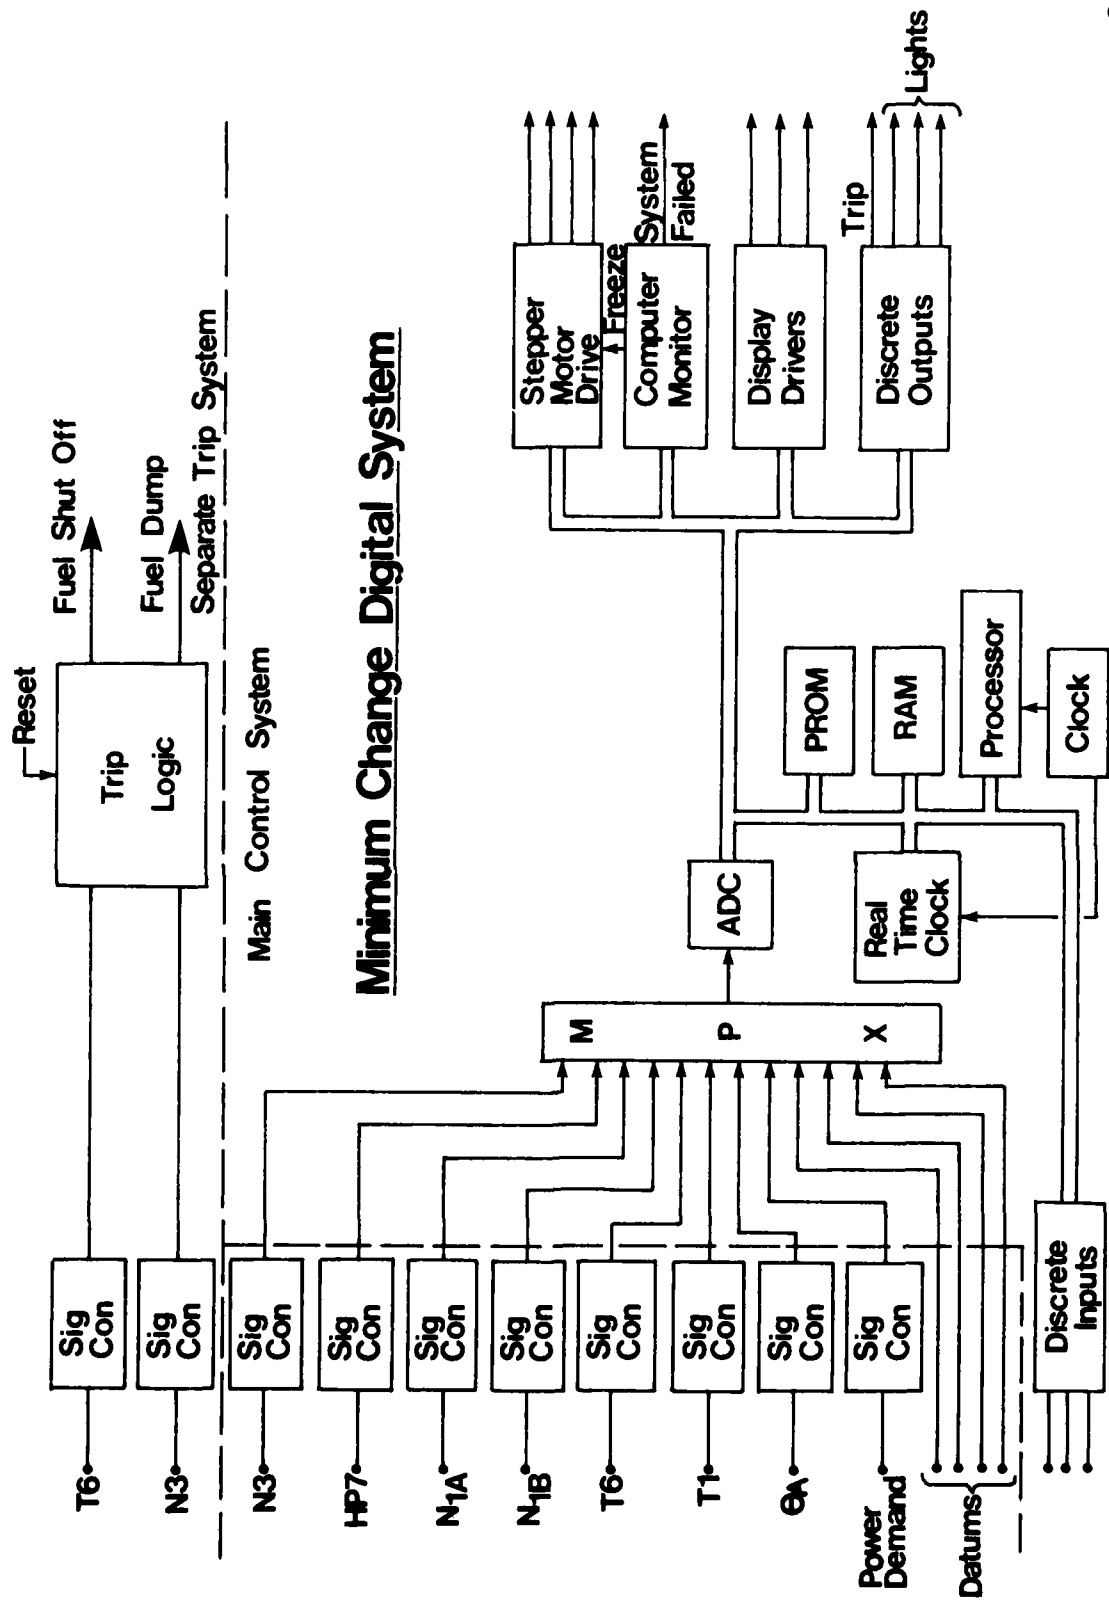 Reset
T6
Sig
Con
Trip
Logic
Fuel Shut Off
N3
Sig
Con
Fuel Dump
Separate Trip System
Main Control System
Minimum Change Digital System
N3
Sig
Con
HP7
Sig
Con
N1A
Sig
Con
N1B
Sig
Con
T6
Sig
Con
T1
Sig
Con
ΘA
Sig
Con
Power
Demand
Sig
Con
Datums
Discrete
Inputs
M
P
X
ADC
Real
Time
Clock
PROM
RAM
Processor
Clock
Stepper
Motor
Drive
Freeze
Computer
Monitor
System
Failed
Display
Drivers
Discrete
Outputs
Trip
Lights